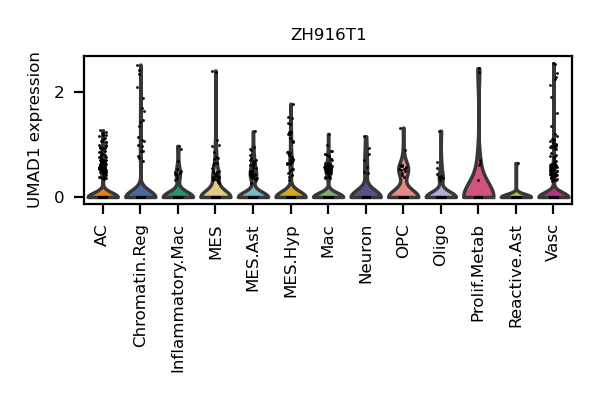 ZH916T1
UMAD1 expression
2
0
AC
Chromatin.Reg
Inflammatory.Mac
MES
MES.Ast
MES.Hyp
Mac
Neuron
OPC
Oligo
Prolif.Metab
Reactive.Ast
Vasc